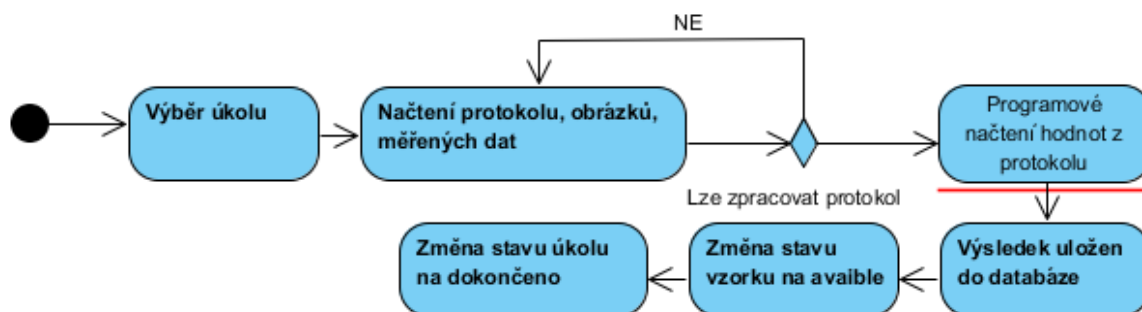 NE
Výběr úkolu
Načtení protokolu, obrázků,
měřených dat
Programové
načtení hodnot z
protokolu
Lze zpracovat protokol
Změna stavu úkolu
na dokončeno
Změna stavu
vzorku na avaible
Výsledek uložen
do databáze